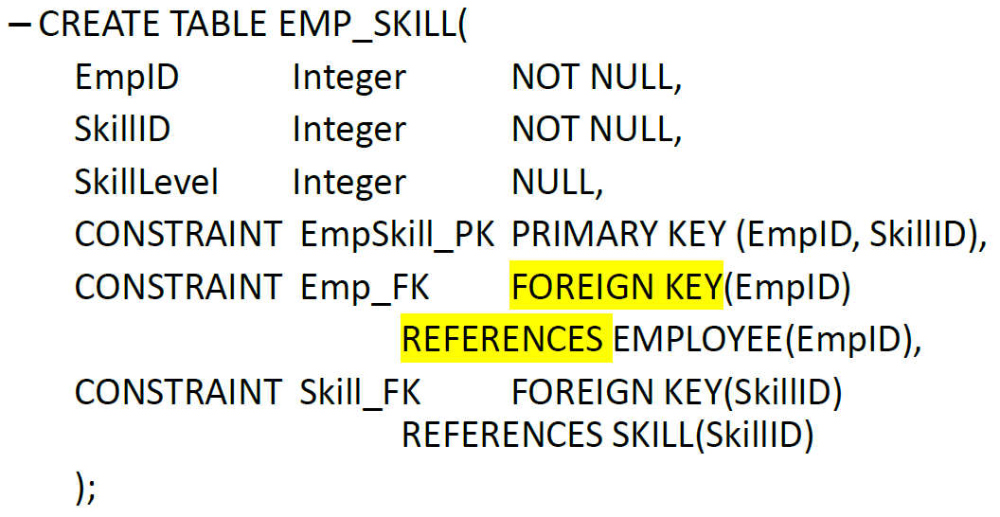 – CREATE TABLE EMP_SKILL(
EmpID Integer NOT NULL,
SkillID Integer NOT NULL,
SkillLevel Integer NULL,
CONSTRAINT EmpSkill_PK PRIMARY KEY (EmpID, SkillID),
CONSTRAINT Emp_FK FOREIGN KEY(EmpID)
REFERENCES EMPLOYEE(EmpID),
CONSTRAINT Skill_FK FOREIGN KEY(SkillID)
REFERENCES SKILL(SkillID)
);